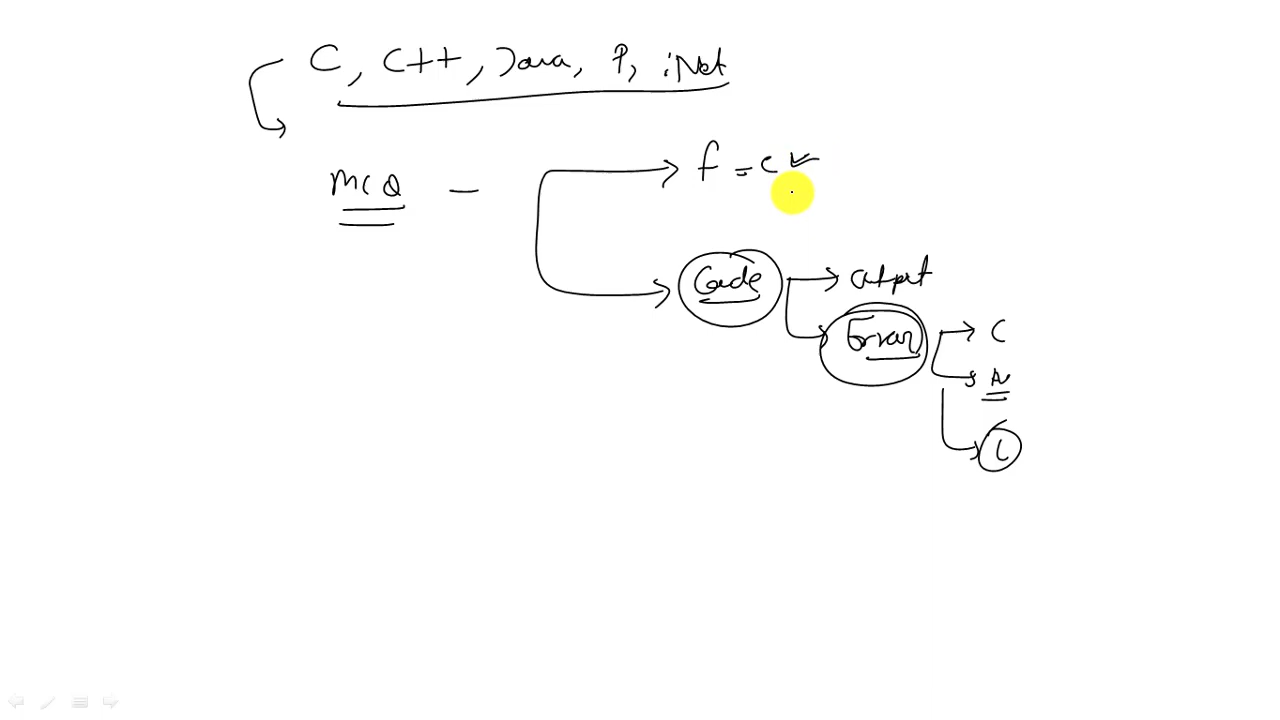 C, C++, Java, P, .Net
MCQ - f = C
Code output
Error C
N
L